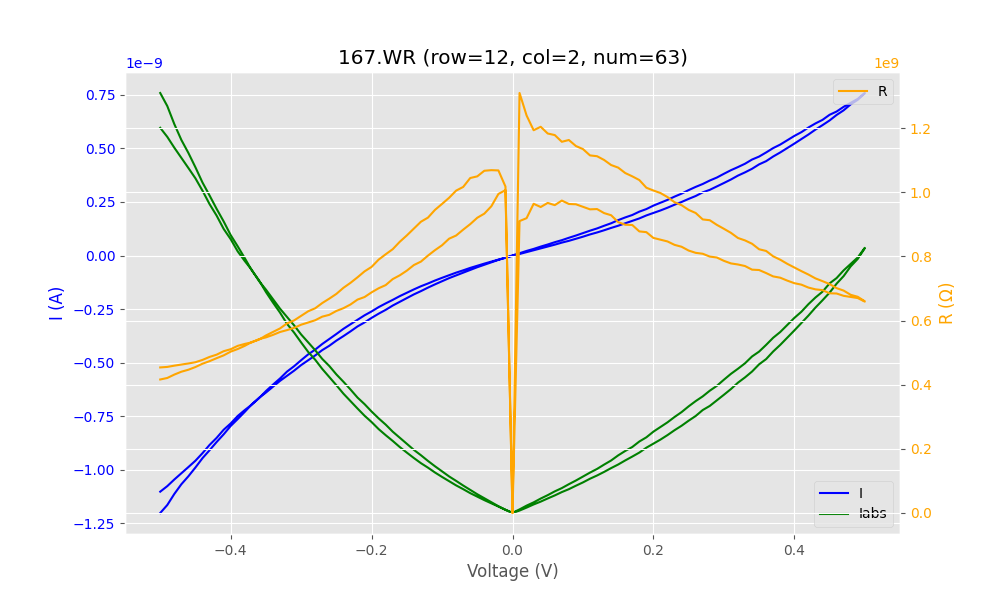 167.WR (row=12, col=2, num=63)
1e−9
1e9
R
0.75
0.50
0.25
0.00
−0.25
−0.50
−0.75
−1.00
−1.25
I (A)
1.2
1.0
0.8
0.6
0.4
0.2
0.0
R (Ω)
I
Iabs
−0.4
−0.2
0.0
0.2
0.4
Voltage (V)